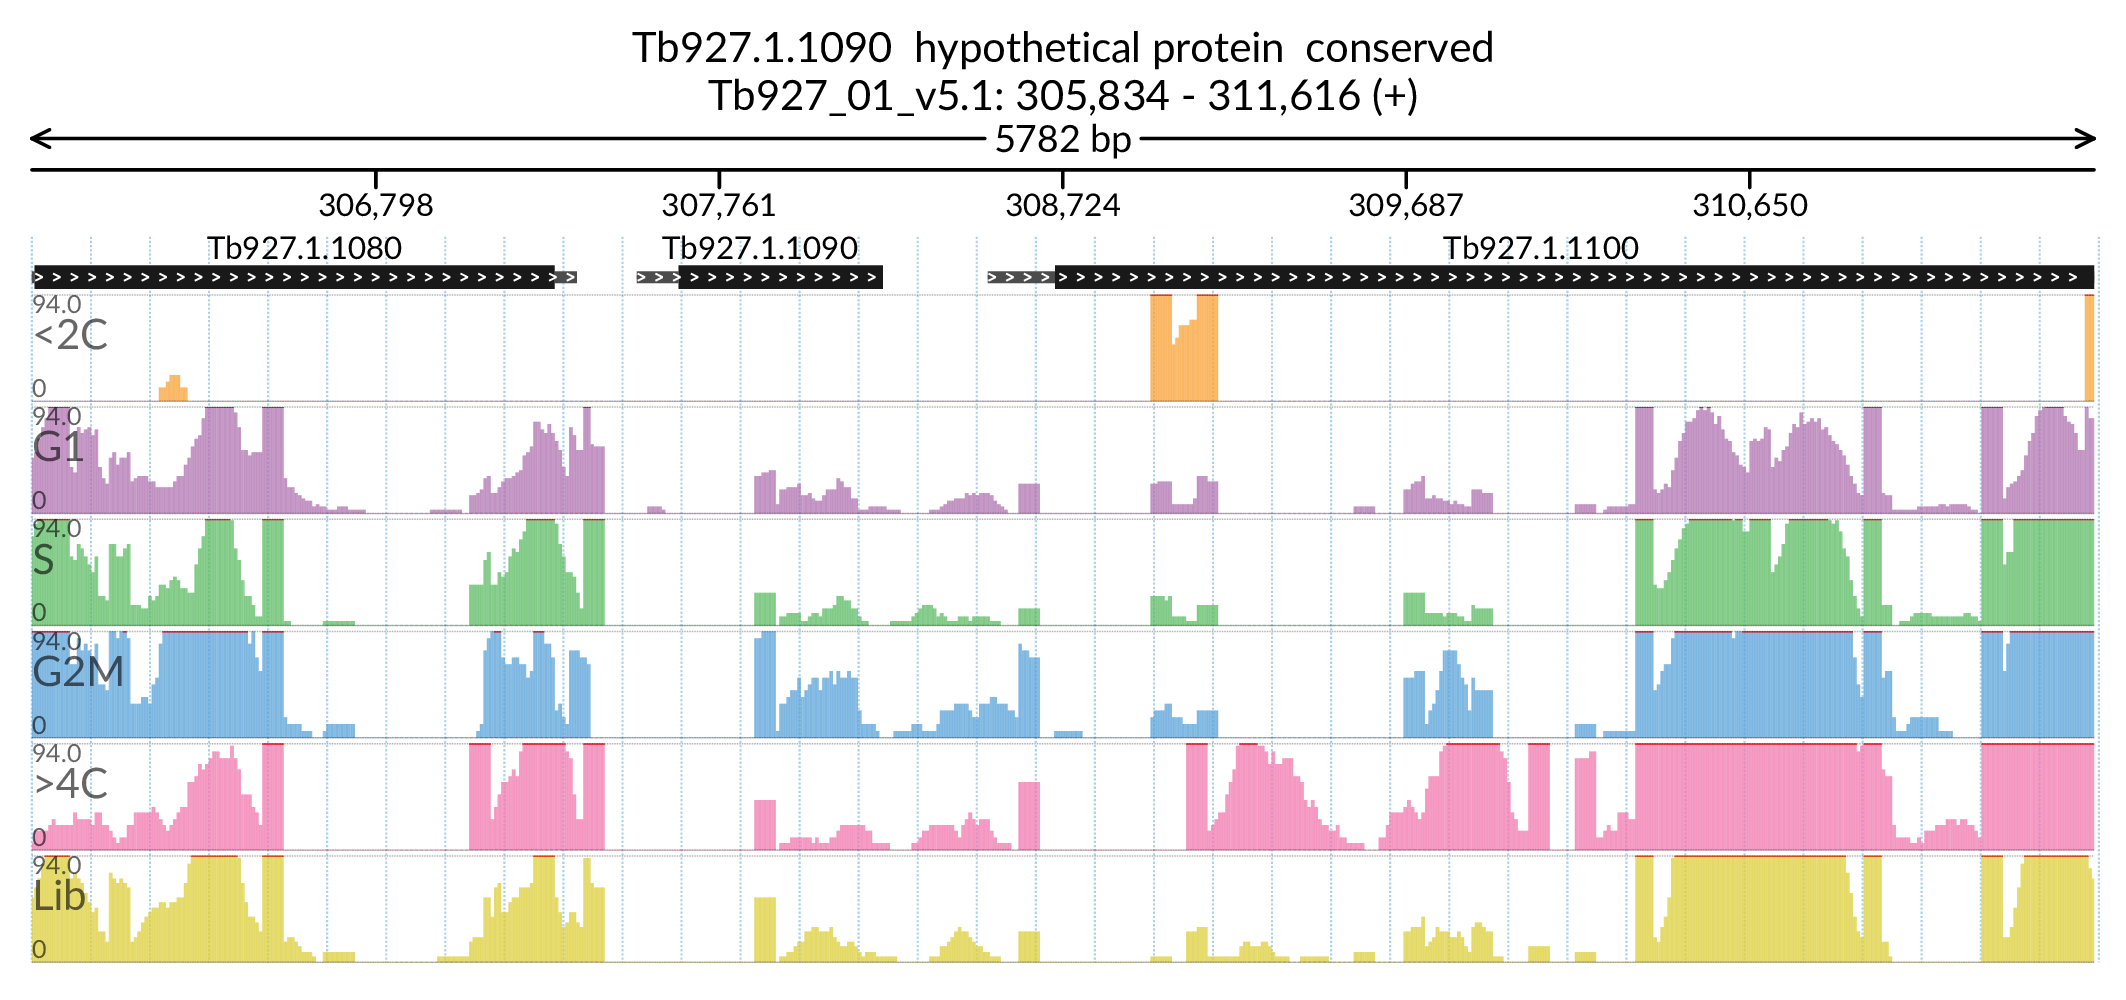 Tb927.1.1090  hypothetical protein  conserved
Tb927_01_v5.1: 305,834 - 311,616 (+)
5782 bp
306,798 307,761 308,724 309,687 310,650
Tb927.1.1080 Tb927.1.1090 Tb927.1.1100
94.0
<2C
0
94.0
G1
0
94.0
S
0
94.0
G2M
0
94.0
>4C
0
94.0
Lib
0